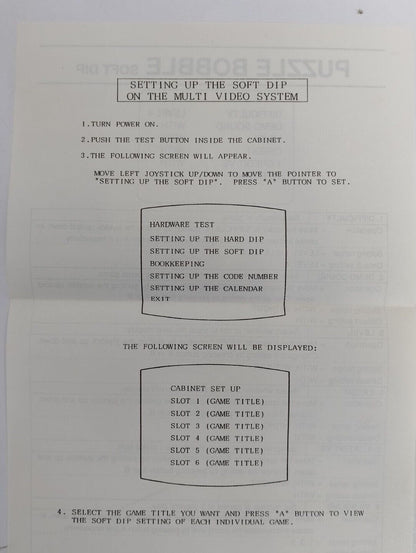 PUZZLE BOBBLE SOFT DIP
SETTING UP THE SOFT DIP
ON THE MULTI VIDEO SYSTEM
1.TURN POWER ON.
2.PUSH THE TEST BUTTON INSIDE THE CABINET.
3.THE FOLLOWING SCREEN WILL APPEAR.
MOVE LEFT JOYSTICK UP/DOWN TO MOVE THE POINTER TO
"SETTING UP THE SOFT DIP". PRESS "A" BUTTON TO SET.
HARDWARE TEST
SETTING UP THE HARD DIP
SETTING UP THE SOFT DIP
BOOKKEEPING
SETTING UP THE CODE NUMBER
SETTING UP THE CALENDAR
EXIT
THE FOLLOWING SCREEN WILL BE DISPLAYED:
CABINET SET UP
SLOT 1 (GAME TITLE)
SLOT 2 (GAME TITLE)
SLOT 3 (GAME TITLE)
SLOT 4 (GAME TITLE)
SLOT 5 (GAME TITLE)
SLOT 6 (GAME TITLE)
4. SELECT THE GAME TITLE YOU WANT AND PRESS "A" BUTTON TO VIEW
THE SOFT DIP SETTING OF EACH INDIVIDUAL GAME.